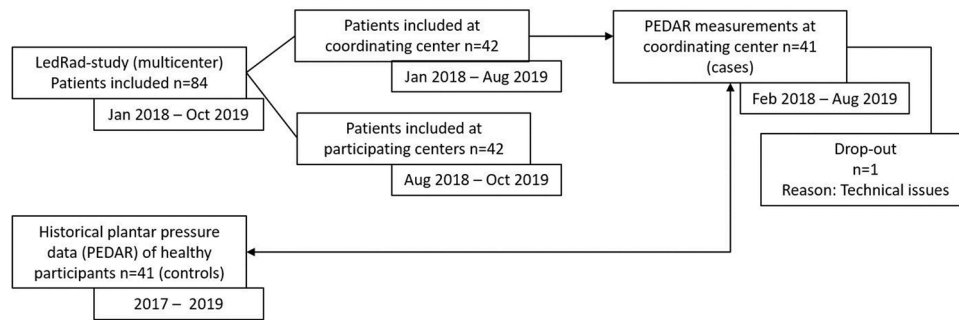 LedRad-study (multicenter)
Patients included n=84
Jan 2018 – Oct 2019
Patients included at
coordinating center n=42
Jan 2018 – Aug 2019
Patients included at
participating centers n=42
Aug 2018 – Oct 2019
PEDAR measurements at
coordinating center n=41
(cases)
Feb 2018 – Aug 2019
Drop-out
n=1
Reason: Technical issues
Historical plantar pressure
data (PEDAR) of healthy
participants n=41 (controls)
2017 – 2019